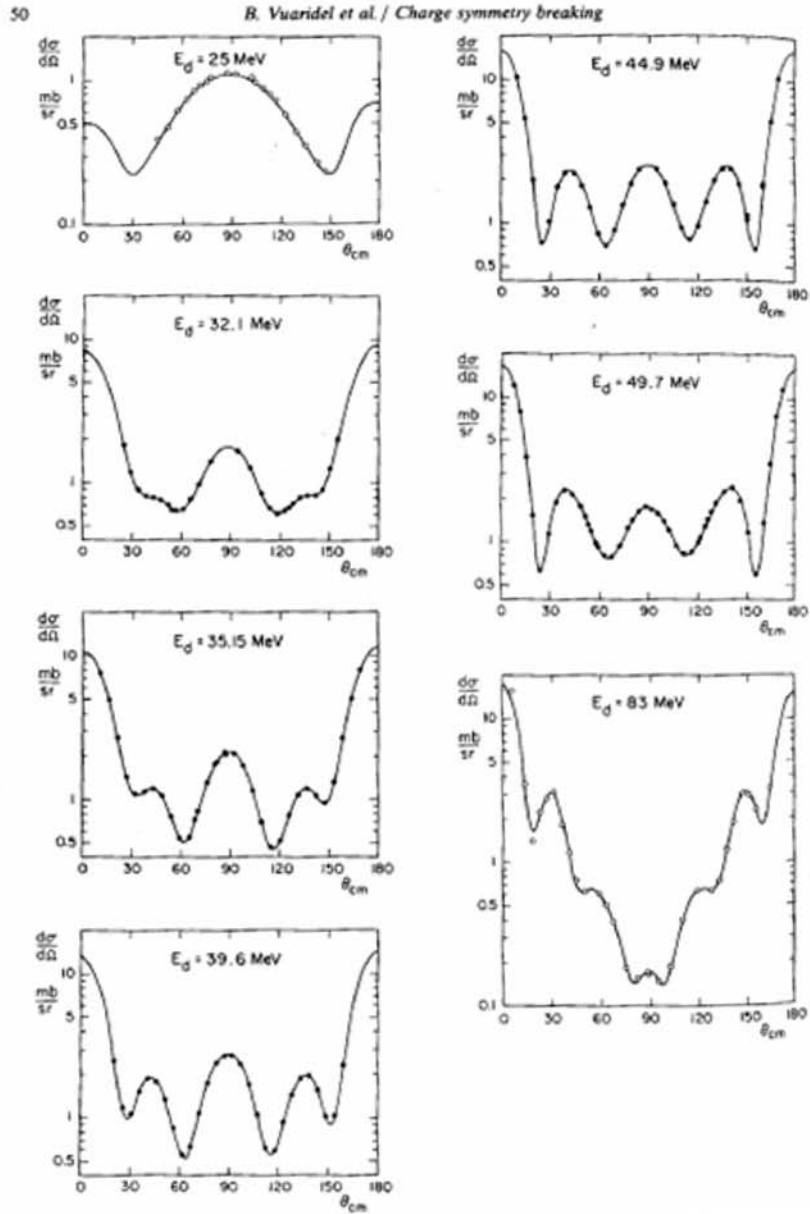 50 B. Vuaridel et al. / Charge symmetry breaking
dσ
dΩ
mb
sr
E_d = 25 MeV
1
0.5
0.1
0 30 60 90 120 150 180
θcm
dσ
dΩ
mb
sr
E_d = 32.1 MeV
10
5
1
0.5
0 30 60 90 120 150 180
θcm
dσ
dΩ
mb
sr
E_d = 35.15 MeV
10
5
1
0.5
0 30 60 90 120 150 180
θcm
dσ
dΩ
mb
sr
E_d = 39.6 MeV
10
5
1
0.5
0 30 60 90 120 150 180
θcm
dσ
dΩ
mb
sr
E_d = 44.9 MeV
10
5
1
0.5
0 30 60 90 120 150 180
θcm
dσ
dΩ
mb
sr
E_d = 49.7 MeV
10
5
1
0.5
0 30 60 90 120 150 180
θcm
dσ
dΩ
mb
sr
E_d = 83 MeV
10
5
1
0.5
0.1
0 30 60 90 120 150 180
θcm